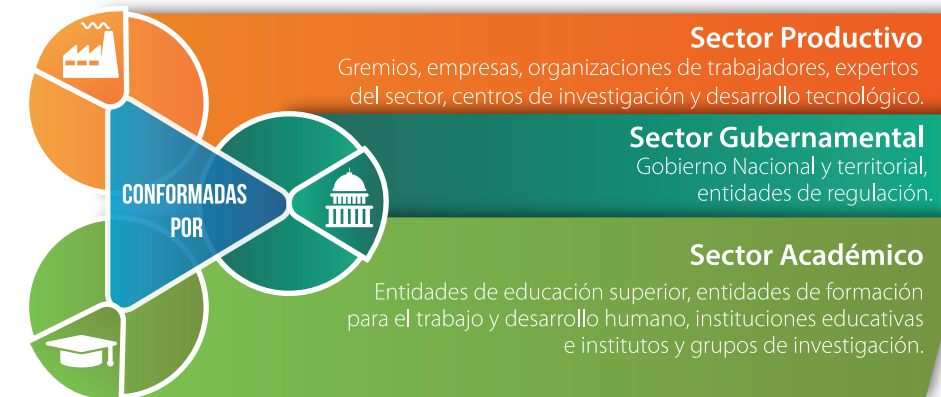 Sector Productivo
Gremios, empresas, organizaciones de trabajadores, expertos
del sector, centros de investigación y desarrollo tecnológico.
CONFORMADAS
POR
Sector Gubernamental
Gobierno Nacional y territorial,
entidades de regulación.
Sector Académico
Entidades de educación superior, entidades de formación
para el trabajo y desarrollo humano, instituciones educativas
e institutos y grupos de investigación.